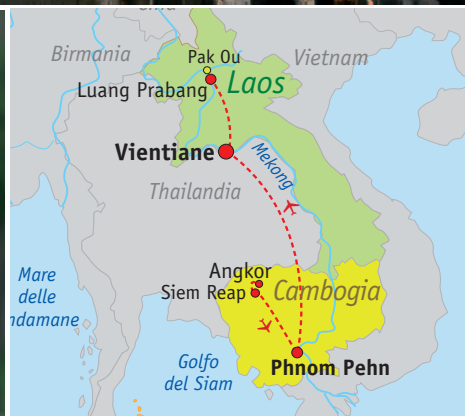 Birmania
Pak Ou
Vietnam
Luang Prabang
Laos
Vientiane
Mekong
Thailandia
Angkor
Siem Reap
Cambogia
Mare
delle
ndamane
Golfo
del Siam
Phnom Pehn